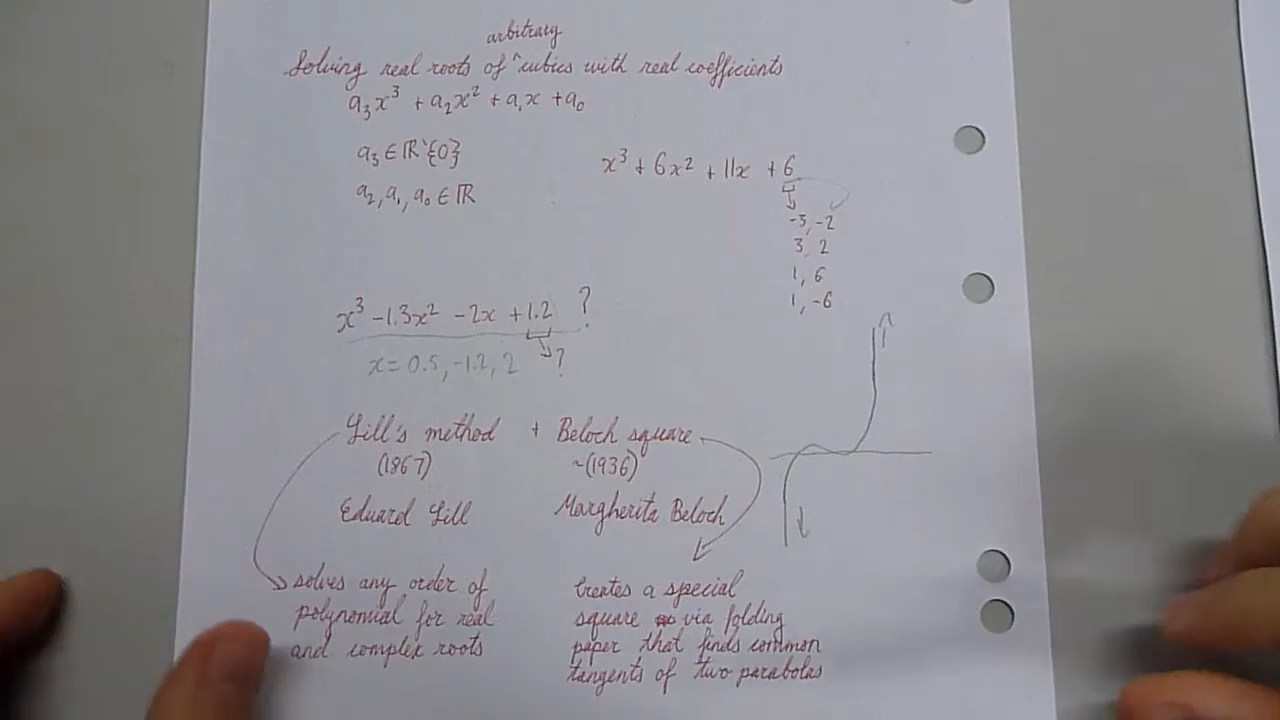 arbitrary
Solving real roots of ^cubics with real coefficients
a₃x³ + a₂x² + a₁x + a₀
a₃ ∈ ℝ`{0}
a₂, a₁, a₀ ∈ ℝ
x³ + 6x² + 11x + 6
-3, -2
3, 2
1, 6
1, -6
x³ - 1.3x² - 2x + 1.2 ?
x = 0.5, -1.2, 2 ?
Lill's method + Beloch square
(1867) ~(1936)
Eduard Lill Margherita Beloch
solves any order of
polynomial for real
and complex roots
Creates a special
square via folding
paper that finds common
tangents of two parabolas